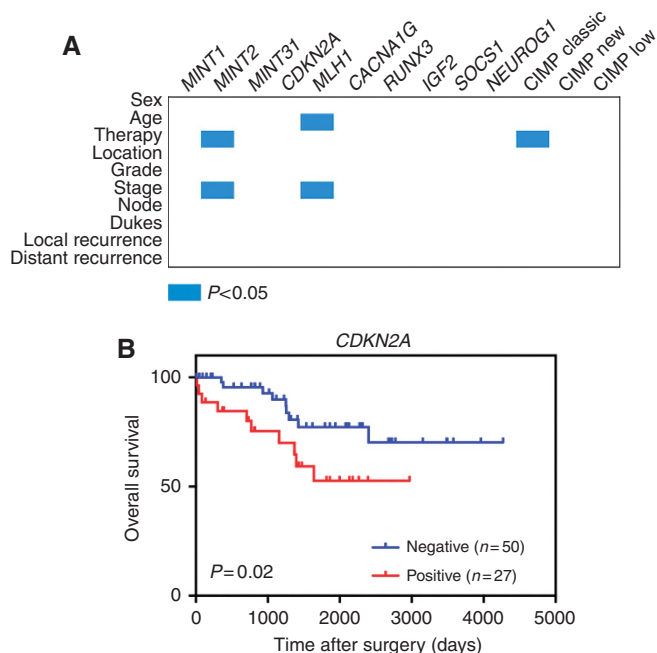 A
MINT1
MINT2
MINT31
CDKN2A
MLH1
CACNA1G
RUNX3
IGF2
SOCS1
NEUROG1
CIMP classic
CIMP new
CIMP low
Sex
Age
Therapy
Location
Grade
Stage
Node
Dukes
Local recurrence
Distant recurrence
P<0.05
B
CDKN2A
Overall survival
100
50
0
Negative (n=50)
Positive (n=27)
P=0.02
0 1000 2000 3000 4000 5000
Time after surgery (days)